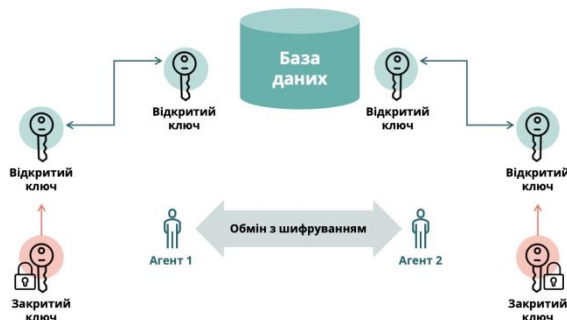 База
даних
Відкритий
ключ
Відкритий
ключ
Відкритий
ключ
Відкритий
ключ
Обмін з шифруванням
Агент 1
Агент 2
Закритий
ключ
Закритий
ключ